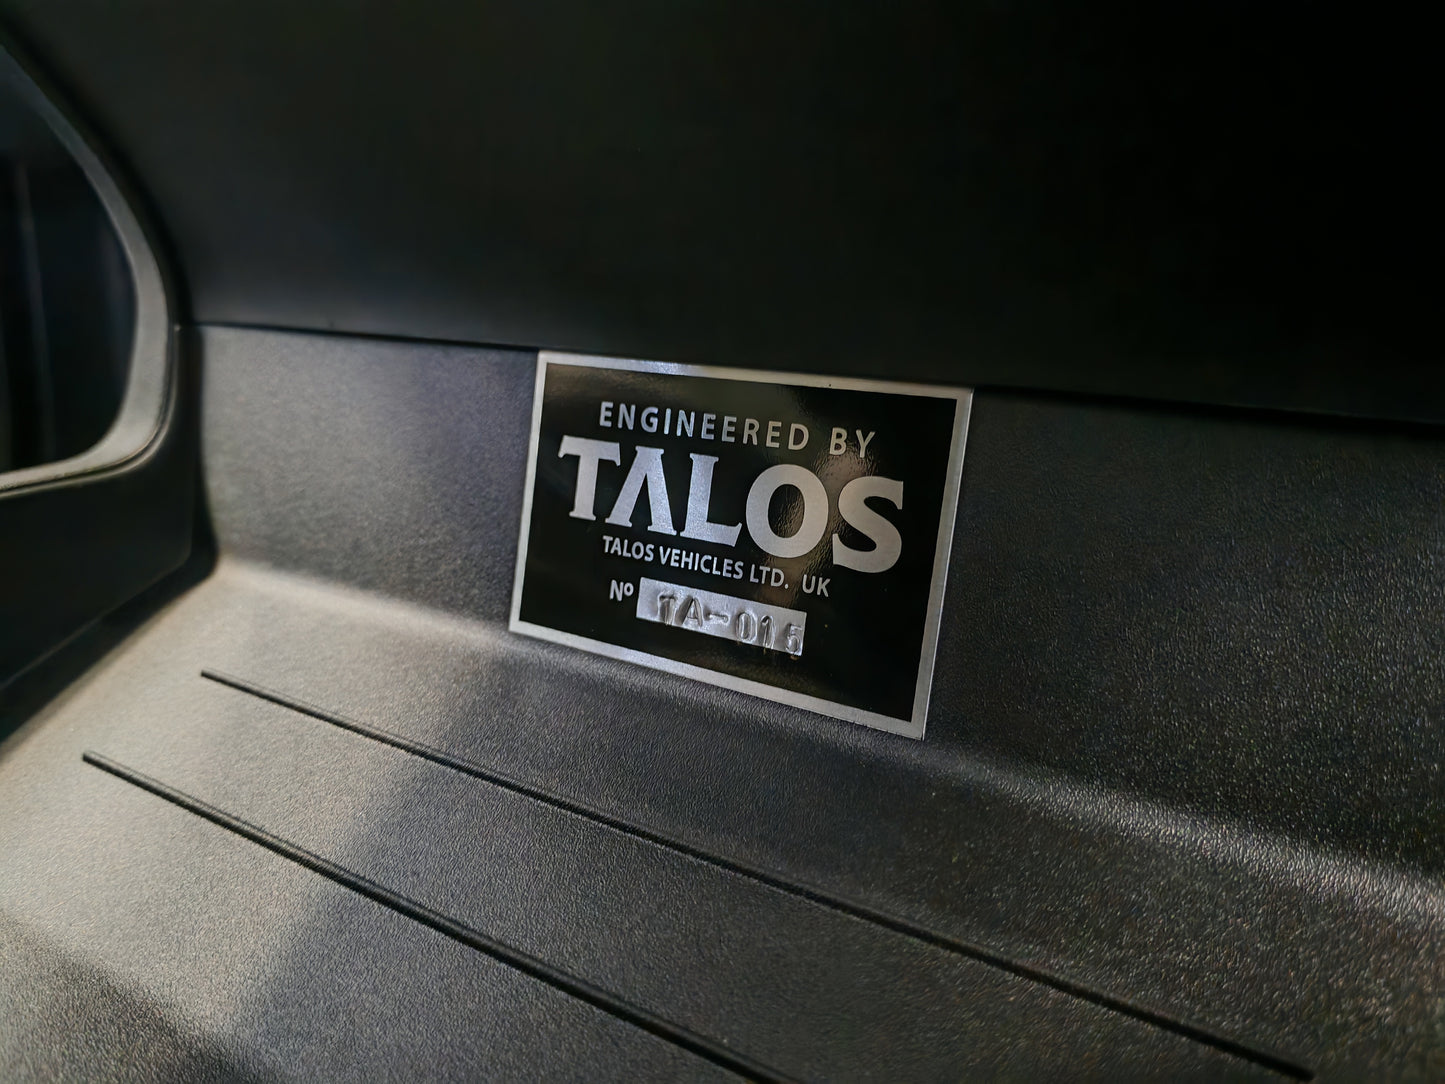 ENGINEERED BY
TALOS
TALOS VEHICLES LTD. UK
Nº TA-015